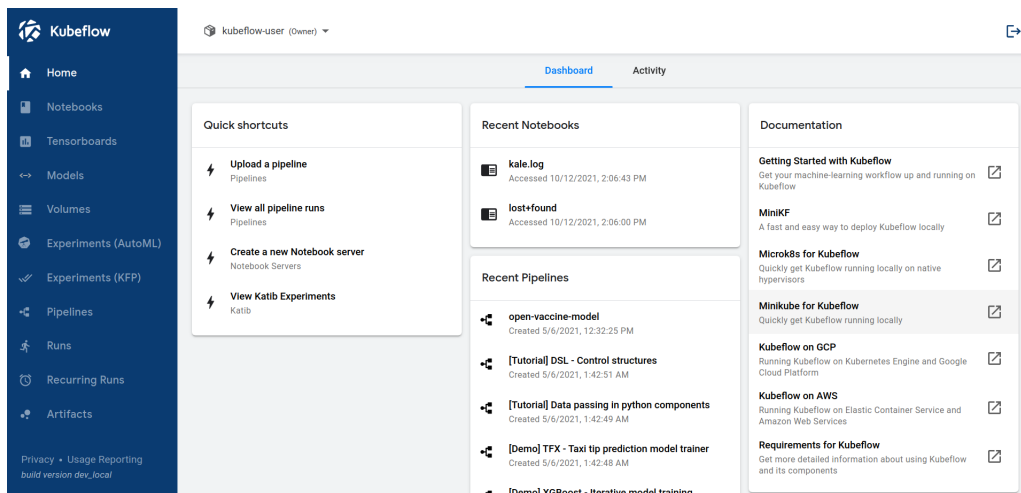 Kubeflow
kubeflow-user (Owner)
Home
Notebooks
Tensorboards
Models
Volumes
Experiments (AutoML)
Experiments (KFP)
Pipelines
Runs
Recurring Runs
Artifacts
Privacy • Usage Reporting
build version dev_local
Dashboard
Activity
Quick shortcuts
Upload a pipeline
Pipelines
View all pipeline runs
Pipelines
Create a new Notebook server
Notebook Servers
View Katib Experiments
Katib
Recent Notebooks
kale.log
Accessed 10/12/2021, 2:06:43 PM
lost+found
Accessed 10/12/2021, 2:06:00 PM
Recent Pipelines
open-vaccine-model
Created 5/6/2021, 12:32:25 PM
[Tutorial] DSL - Control structures
Created 5/6/2021, 1:42:51 AM
[Tutorial] Data passing in python components
Created 5/6/2021, 1:42:49 AM
[Demo] TFX - Taxi tip prediction model trainer
Created 5/6/2021, 1:42:48 AM
[Demo] XGBoost - Iterative model training
Documentation
Getting Started with Kubeflow
Get your machine-learning workflow up and running on
Kubeflow
MiniKF
A fast and easy way to deploy Kubeflow locally
Microk8s for Kubeflow
Quickly get Kubeflow running locally on native
hypervisors
Minikube for Kubeflow
Quickly get Kubeflow running locally
Kubeflow on GCP
Running Kubeflow on Kubernetes Engine and Google
Cloud Platform
Kubeflow on AWS
Running Kubeflow on Elastic Container Service and
Amazon Web Services
Requirements for Kubeflow
Get more detailed information about using Kubeflow
and its components